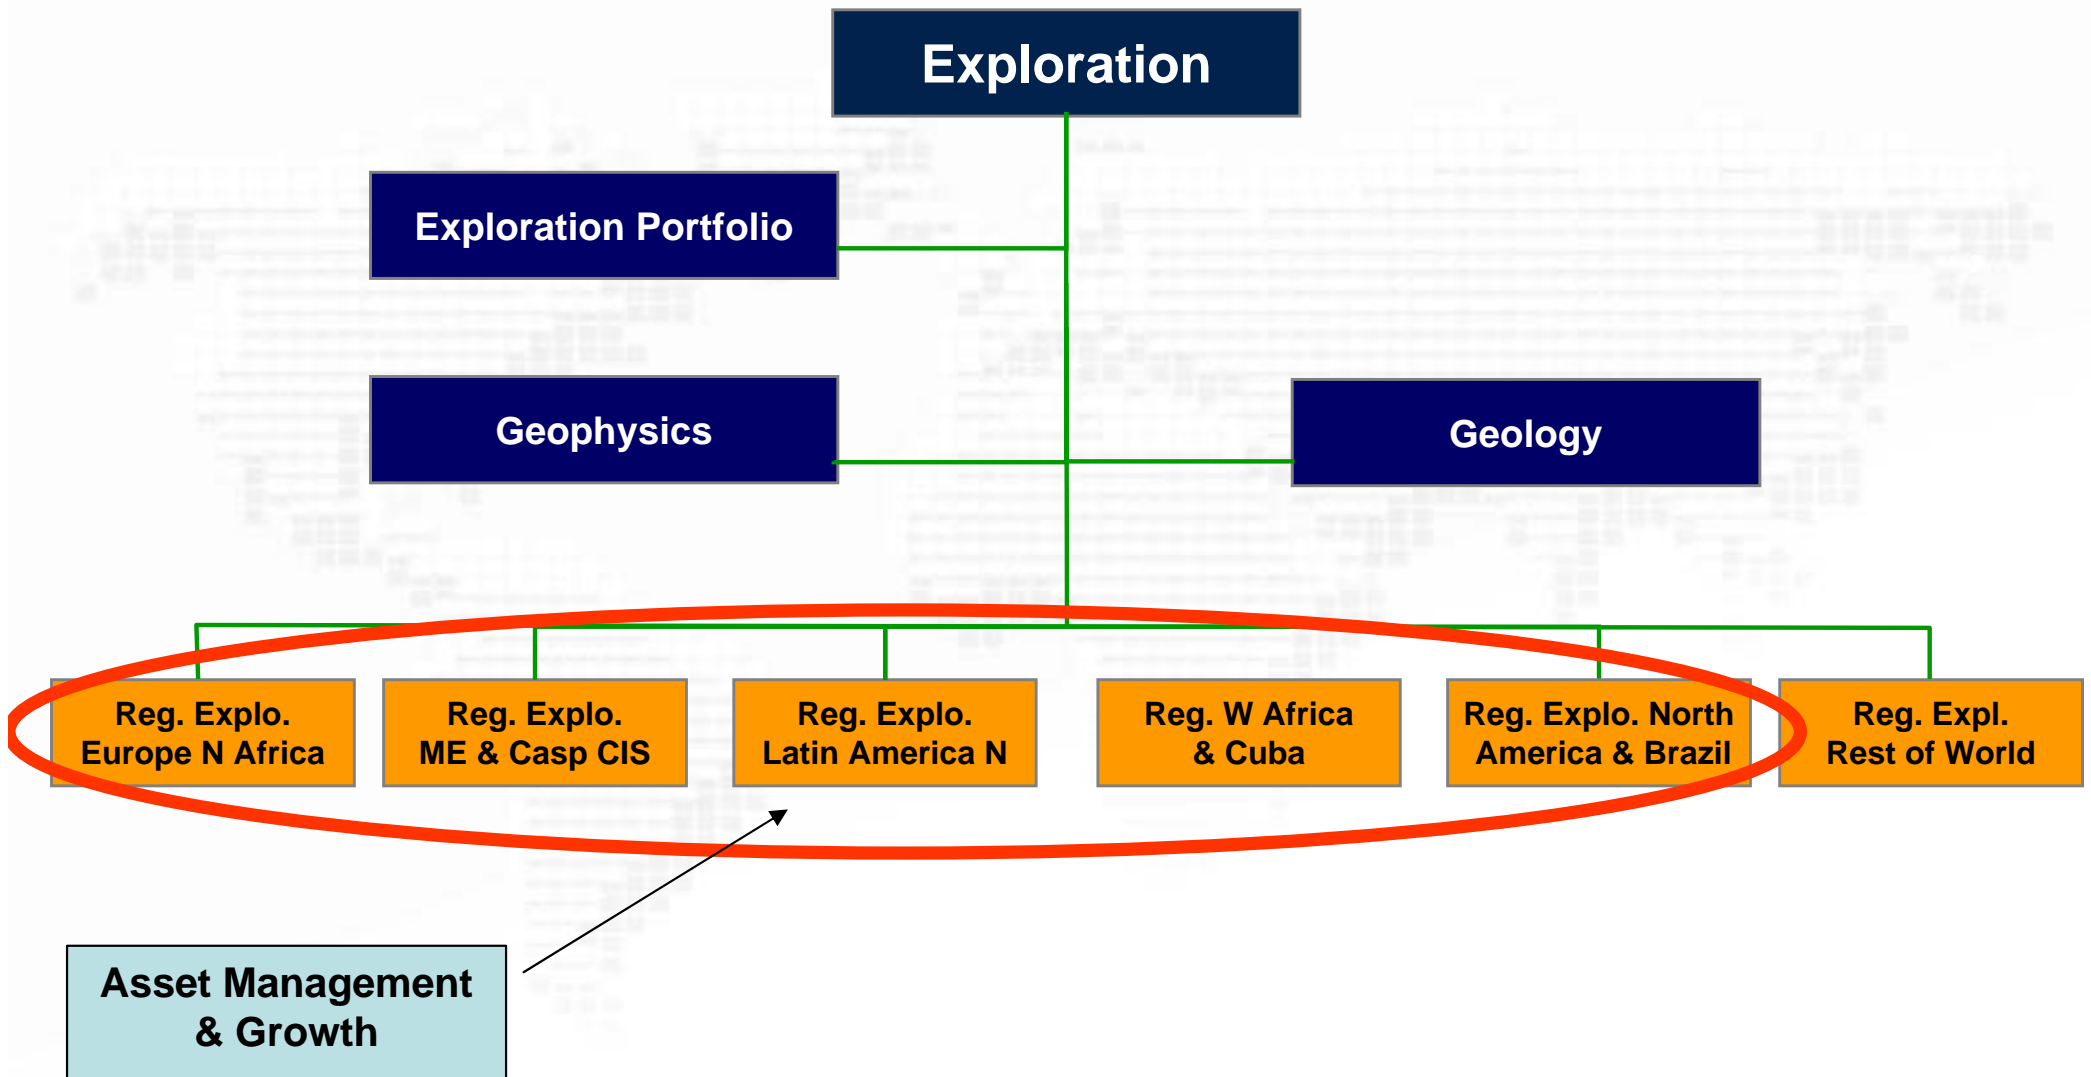 Exploration
Exploration Portfolio
Geophysics
Geology
Reg. Explo.
Europe N Africa
Reg. Explo.
ME & Casp CIS
Reg. Explo.
Latin America N
Reg. W Africa
& Cuba
Reg. Explo. North
America & Brazil
Reg. Expl.
Rest of World
Asset Management
& Growth